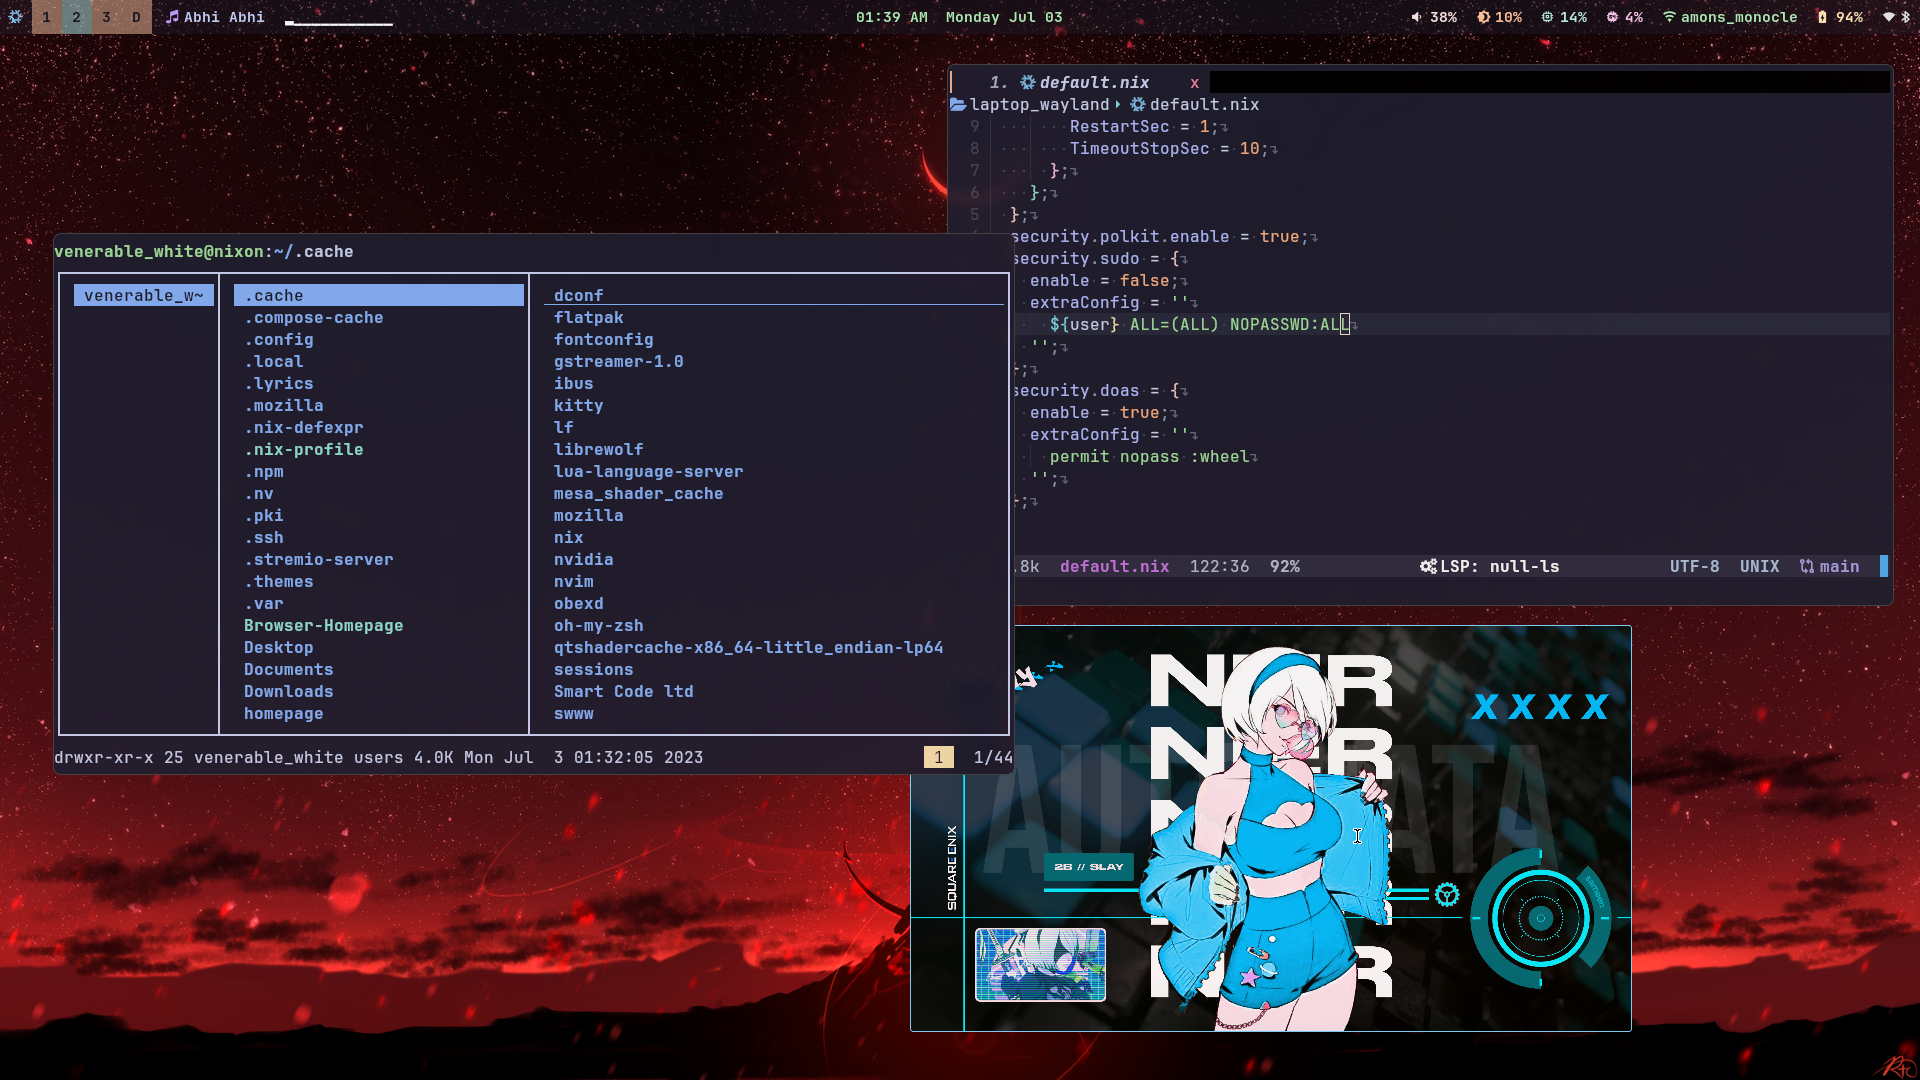 1 2 3 D Abhi Abhi 01:39 AM Monday Jul 03 38% 10% 14% 4% amons_monocle 94%
1. default.nix x
laptop_wayland default.nix
9 RestartSec = 1;
8 TimeoutStopSec = 10;
7 };
6 };
5 };
security.polkit.enable = true;
security.sudo = {
enable = false;
extraConfig = ''
${user} ALL=(ALL) NOPASSWD:ALL
'';
};
security.doas = {
enable = true;
extraConfig = ''
permit nopass :wheel
'';
};
.8k default.nix 122:36 92% LSP: null-ls UTF-8 UNIX main
venerable_white@nixon:~/.cache
venerable_w~
.cache
.compose-cache
.config
.local
.lyrics
.mozilla
.nix-defexpr
.nix-profile
.npm
.nv
.pki
.ssh
.stremio-server
.themes
.var
Browser-Homepage
Desktop
Documents
Downloads
homepage
dconf
flatpak
fontconfig
gstreamer-1.0
ibus
kitty
lf
librewolf
lua-language-server
mesa_shader_cache
mozilla
nix
nvidia
nvim
obexd
oh-my-zsh
qtshadercache-x86_64-little_endian-lp64
sessions
Smart Code ltd
swww
drwxr-xr-x 25 venerable_white users 4.0K Mon Jul  3 01:32:05 2023 1 1/44
XXXX
2B // SLAY
SQUARE ENIX